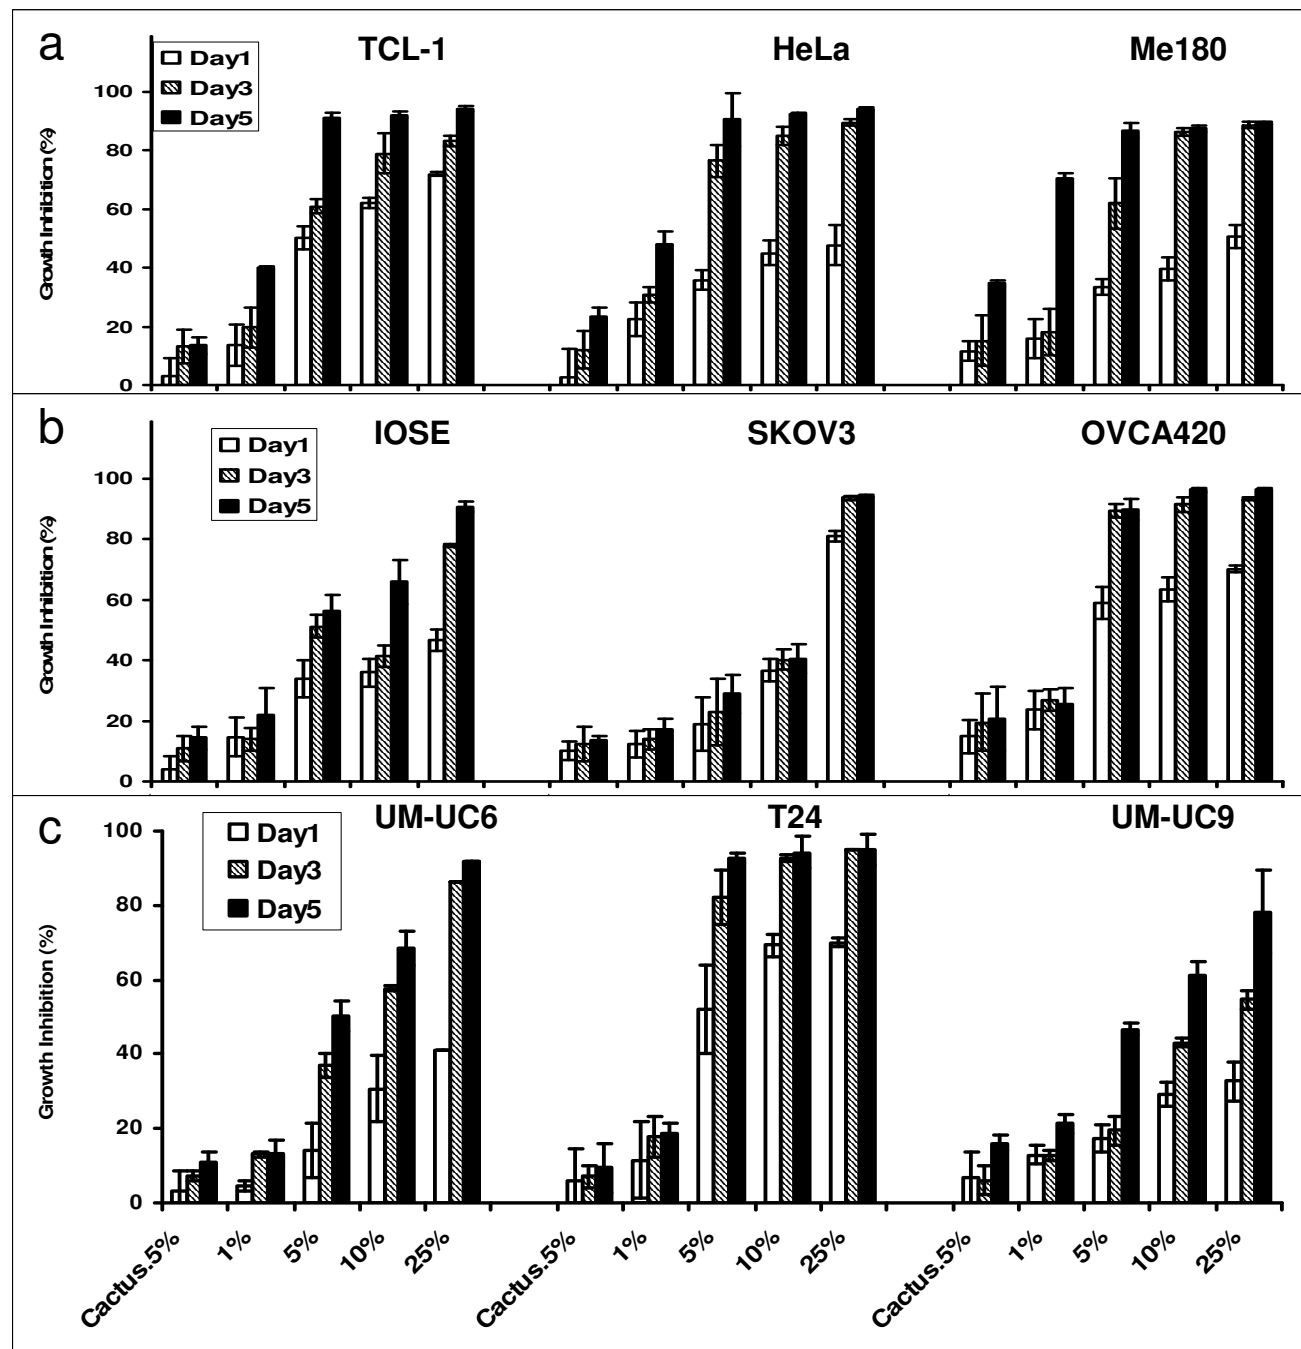 a
TCL-1
HeLa
Me180
Day1
Day3
Day5
Growth Inhibition (%)
100
80
60
40
20
0
b
IOSE
SKOV3
OVCA420
Day1
Day3
Day5
Growth Inhibition (%)
100
80
60
40
20
0
c
UM-UC6
T24
UM-UC9
Day1
Day3
Day5
Growth Inhibition (%)
100
80
60
40
20
0
Cactus.5%
1%
5%
10%
25%
Cactus.5%
1%
5%
10%
25%
Cactus.5%
1%
5%
10%
25%